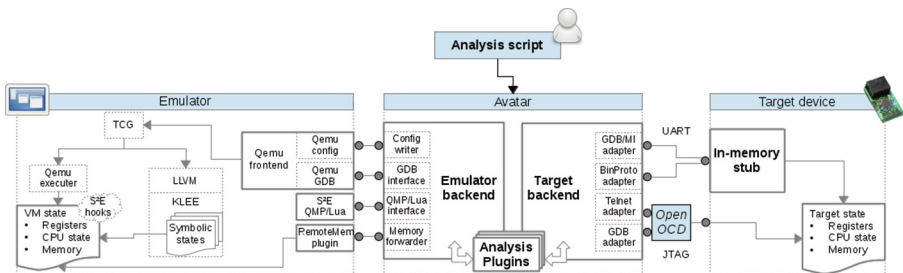 Analysis script
Emulator
Avatar
Target device
TCG
Qemu
executer
LLVM
KLEE
S²E
hooks
VM state
• Registers
• CPU state
• Memory
Symbolic
states
Qemu
frontend
Qemu
config
Qemu
GDB
S²E
QMP/Lua
RemoteMem
plugin
Config
writer
GDB
interface
QMP/Lua
interface
Memory
forwarder
Emulator
backend
Target
backend
Analysis
Plugins
GDB/MI
adapter
BinProto
adapter
Telnet
adapter
GDB
adapter
UART
Open
OCD
JTAG
In-memory
stub
Target state
• Registers
• CPU state
• Memory